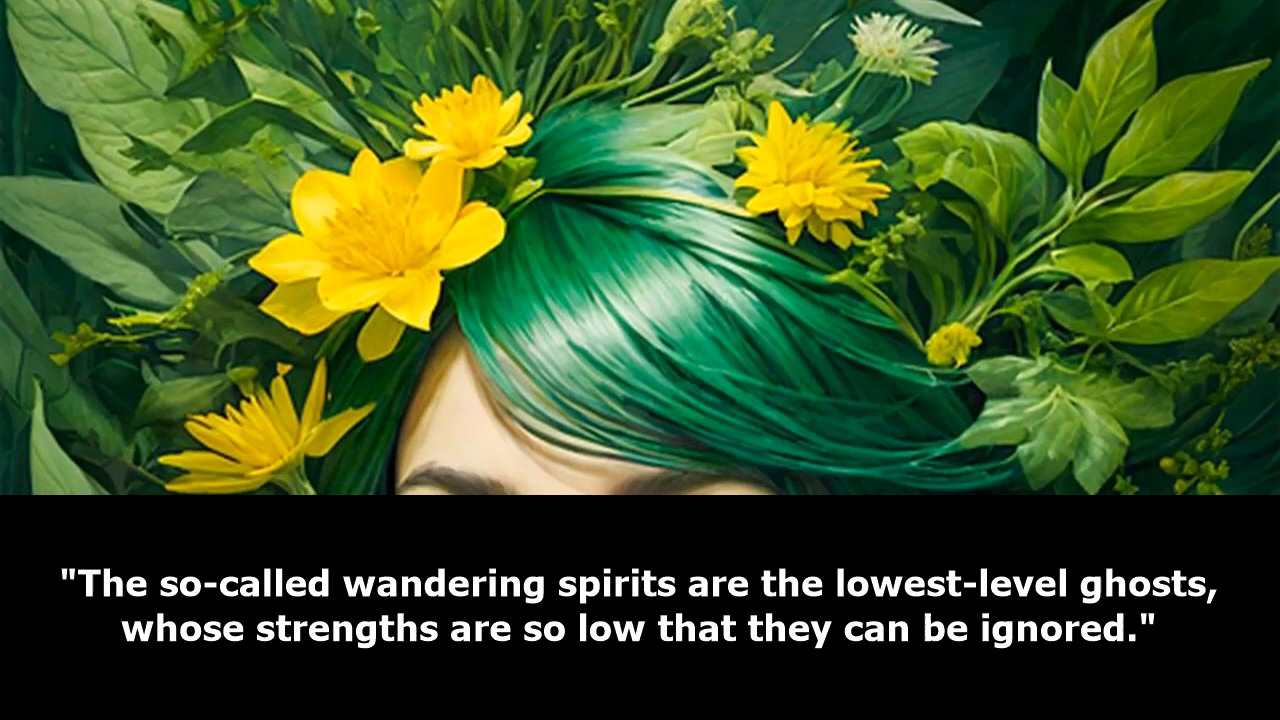 "The so-called wandering spirits are the lowest-level ghosts,
whose strengths are so low that they can be ignored."